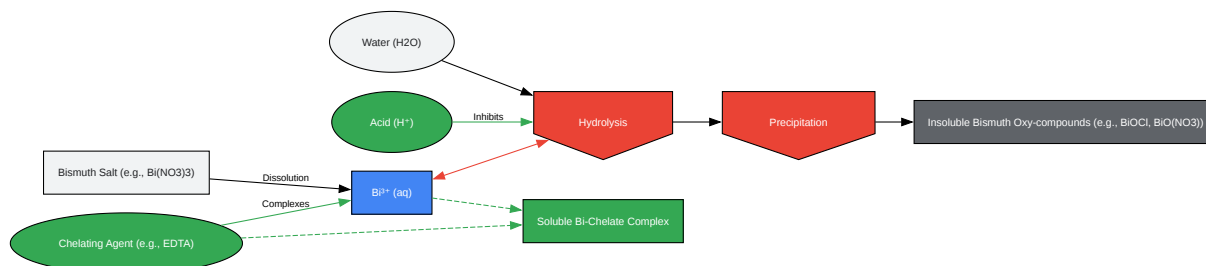 Water (H2O)
Acid (H⁺)
Inhibits
Hydrolysis
Precipitation
Insoluble Bismuth Oxy-compounds (e.g., BiOCl, BiO(NO3))
Bismuth Salt (e.g., Bi(NO3)3)
Dissolution
Bi³⁺ (aq)
Complexes
Chelating Agent (e.g., EDTA)
Soluble Bi-Chelate Complex